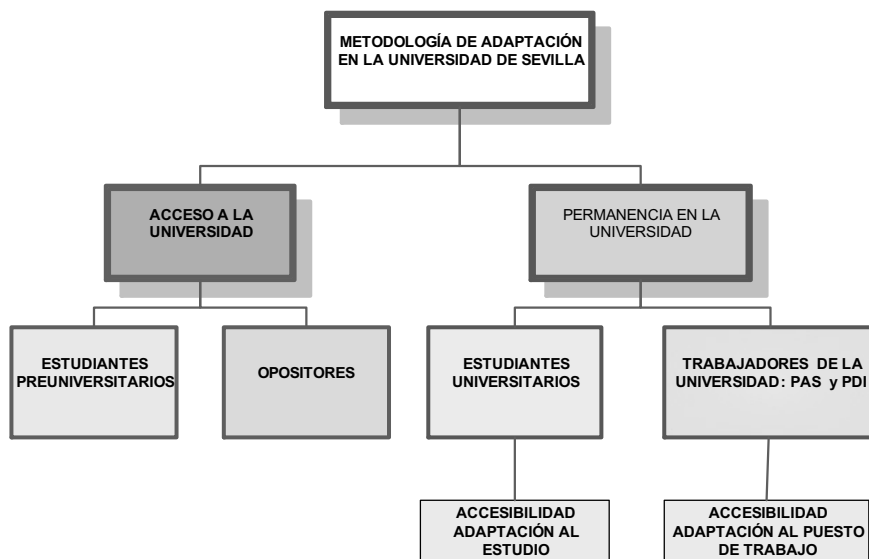 METODOLOGÍA DE ADAPTACIÓN
EN LA UNIVERSIDAD DE SEVILLA
ACCESO A LA
UNIVERSIDAD
PERMANENCIA EN LA
UNIVERSIDAD
ESTUDIANTES
PREUNIVERSITARIOS
OPOSITORES
ESTUDIANTES
UNIVERSITARIOS
TRABAJADORES DE LA
UNIVERSIDAD: PAS y PDI
ACCESIBILIDAD
ADAPTACIÓN AL
ESTUDIO
ACCESIBILIDAD
ADAPTACIÓN AL PUESTO
DE TRABAJO